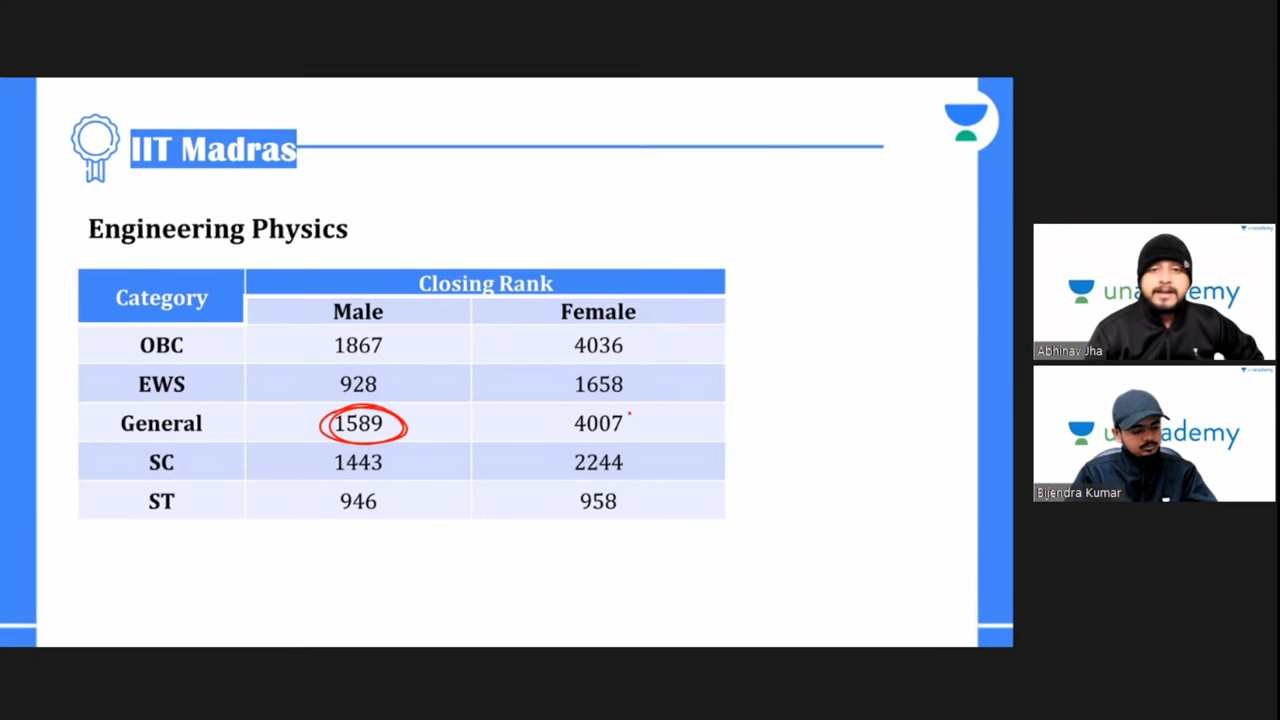 IIT Madras
Engineering Physics
Category Closing Rank
Male Female
OBC 1867 4036
EWS 928 1658
General 1589 4007
SC 1443 2244
ST 946 958
unacademy
Abhinav Jha
Bijendra Kumar